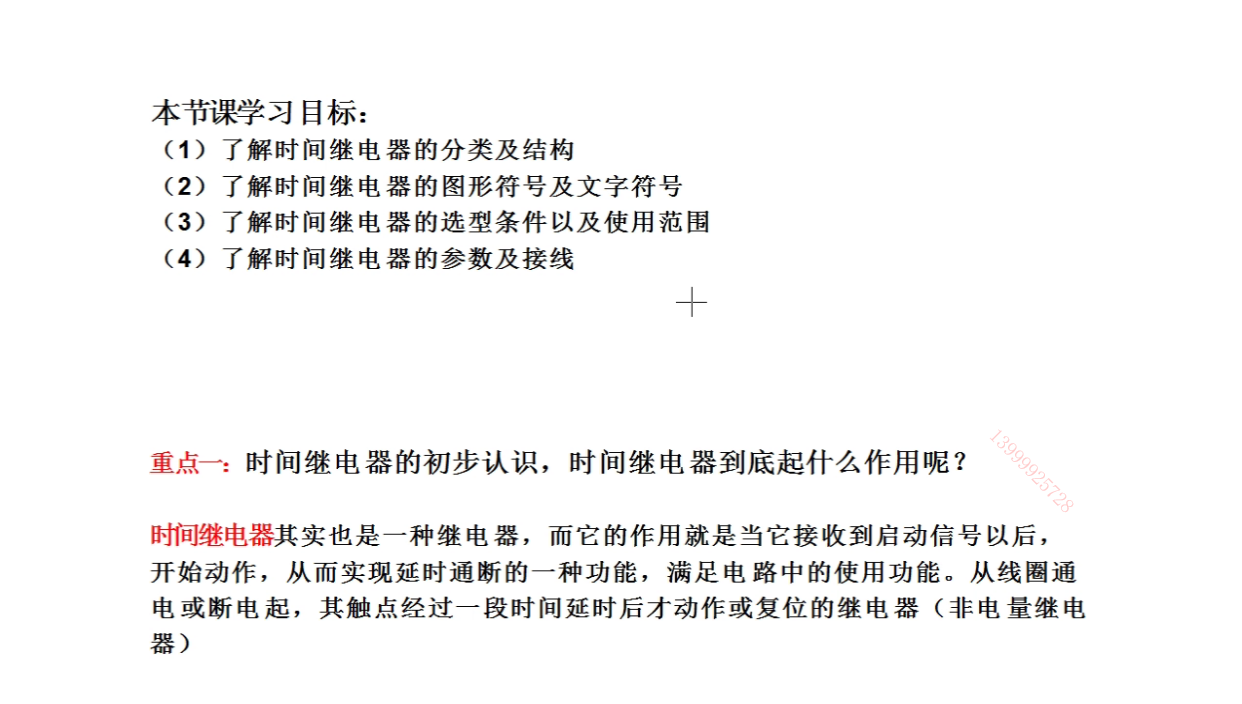 本节课学习目标：
（1）了解时间继电器的分类及结构
（2）了解时间继电器的图形符号及文字符号
（3）了解时间继电器的选型条件以及使用范围
（4）了解时间继电器的参数及接线
重点一：时间继电器的初步认识，时间继电器到底起什么作用呢？
13999925728
时间继电器其实也是一种继电器，而它的作用就是当它接收到启动信号以后，
开始动作，从而实现延时通断的一种功能，满足电路中的使用功能。从线圈通
电或断电起，其触点经过一段时间延时后才动作或复位的继电器（非电量继电
器）